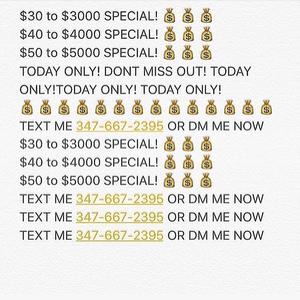 $30 to $3000 SPECIAL! 💰💰💰
$40 to $4000 SPECIAL! 💰💰💰
$50 to $5000 SPECIAL! 💰💰💰
TODAY ONLY! DONT MISS OUT! TODAY
ONLY!TODAY ONLY! TODAY ONLY!
💰💰💰💰💰💰💰💰💰💰💰💰💰
TEXT ME 347-667-2395 OR DM ME NOW
$30 to $3000 SPECIAL! 💰💰💰
$40 to $4000 SPECIAL! 💰💰💰
$50 to $5000 SPECIAL! 💰💰💰
TEXT ME 347-667-2395 OR DM ME NOW
TEXT ME 347-667-2395 OR DM ME NOW
TEXT ME 347-667-2395 OR DM ME NOW